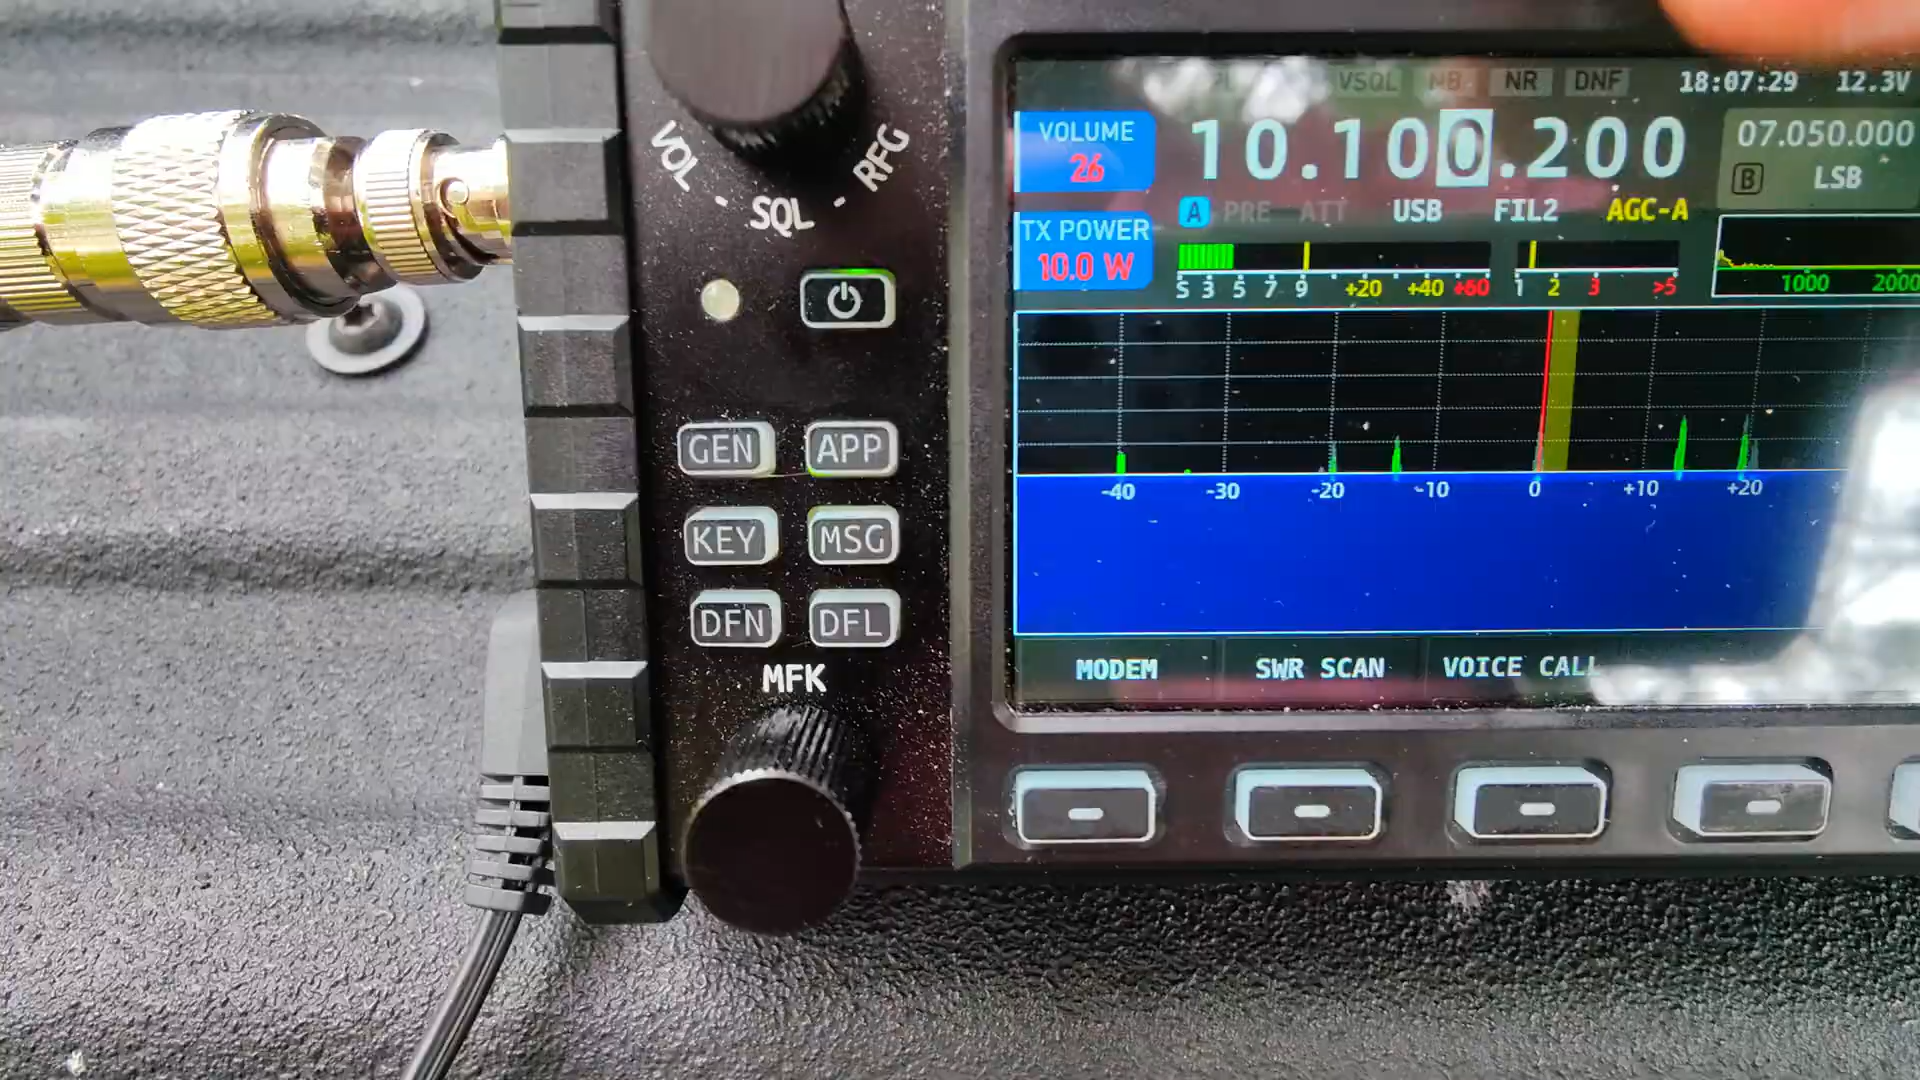 VSQL NB NR DNF 18:07:29 12.3V
VOLUME
26
10.100.200
07.050.000
B LSB
A PRE ATT USB FIL2 AGC-A
TX POWER
10.0 W
S 3 5 7 9 +20 +40 +60
1 2 3 >5
1000 2000
-40 -30 -20 -10 0 +10 +20
MODEM SWR SCAN VOICE CALL
VOL - SQL - RFG
GEN APP
KEY MSG
DFN DFL
MFK